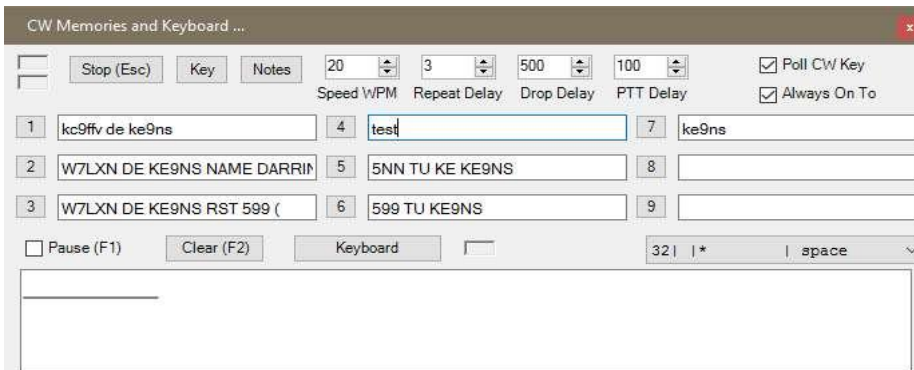 CW Memories and Keyboard ...
x
Stop (Esc) Key Notes 20 3 500 100 Poll CW Key
Speed WPM Repeat Delay Drop Delay PTT Delay Always On To
1 kc9ffv de ke9ns 4 test 7 ke9ns
2 W7LXN DE KE9NS NAME DARRIN 5 5NN TU KE KE9NS 8
3 W7LXN DE KE9NS RST 599 ( 6 599 TU KE9NS 9
Pause (F1) Clear (F2) Keyboard 32| |* | space